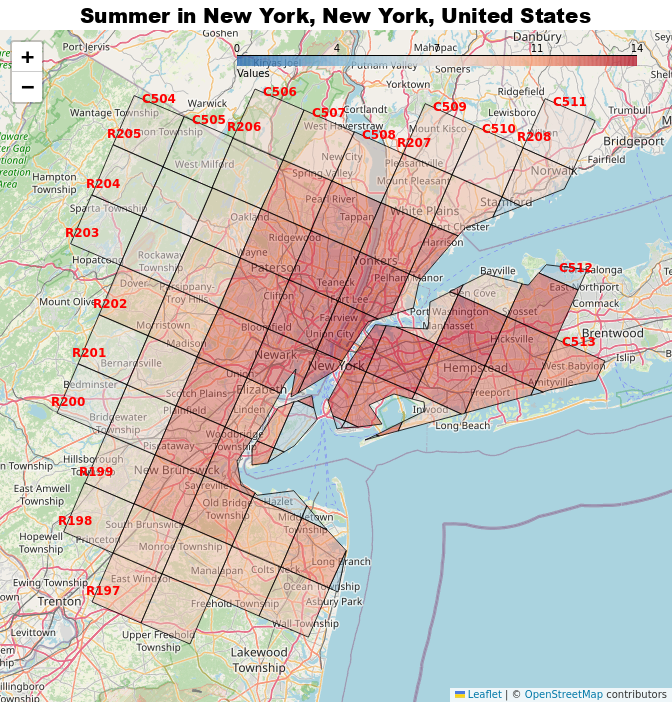 Summer in New York, New York, United States
Goshen
Danbury
Port Jervis
Mahopac
+
−
0 4 7 11 14
Values
Kiryas Joel
Putnam Valley
Somers
Yorktown
Ridgefield
C504
C506
C509
C511
Wantage Township
Warwick
Cortlandt
Lewisboro
Trumbull
C505
C507
West Haverstraw
Mount Kisco
Bridgeport
R205
R206
C508
R207
C510
R208
New City
Pleasantville
Fairfield
West Milford
Spring Valley
Mount Pleasant
Norwalk
Hampton
Township
R204
Pearl River
Stamford
Sparta Township
Oakland
Tappan
White Plains
R203
Ridgewood
Port Chester
Harrison
Hopatcong
Rockaway
Township
Wayne
Paterson
Yonkers
Bayville
C512
Dover
Parsippany-
Troy Hills
Teaneck
Pelham Manor
East Northport
Mount Olive
R202
Clifton
Fort Lee
Glen Cove
Commack
Fairview
Port Washington
Syosset
Morristown
Bloomfield
Union City
Manhasset
Hicksville
Brentwood
R201
Madison
C513
Bernardsville
Newark
New York
Hempstead
Islip
Union
West Babylon
Bedminster
Elizabeth
Amityville
R200
Scotch Plains
Freeport
Plainfield
Linden
Inwood
Bridgewater
Township
Long Beach
Woodbridge
Township
Piscataway
Hillsborough
Township
R199
New Brunswick
East Amwell
Township
Sayreville
Hazlet
Old Bridge
Township
Middletown
Township
R198
South Brunswick
Hopewell
Township
Princeton
Monroe Township
Long Branch
Manalapan
Colts Neck
East Windsor
Ewing Township
R197
Ocean Township
Trenton
Freehold Township
Asbury Park
Levittown
Upper Freehold
Township
Wall Township
Lakewood
Township
Leaflet | © OpenStreetMap contributors